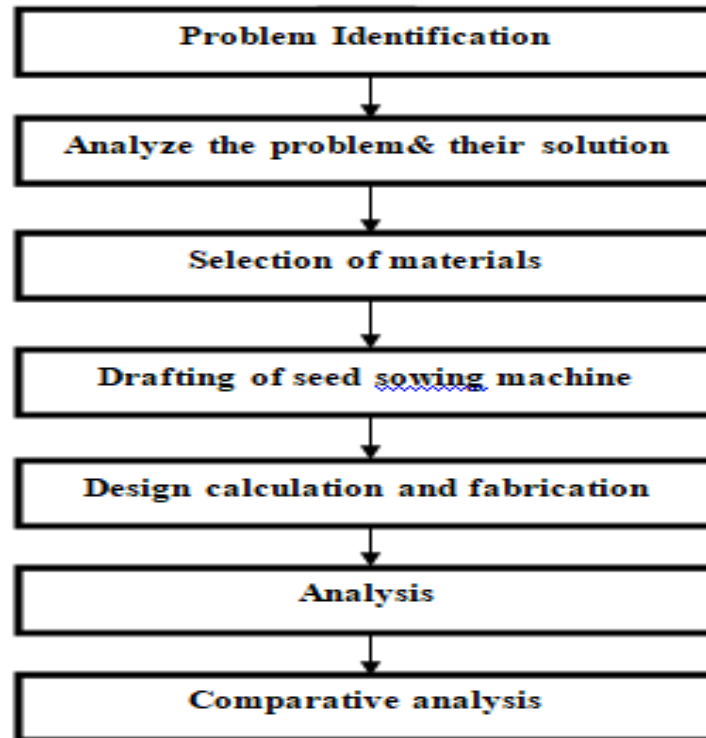 Problem Identification
Analyze the problem& their solution
Selection of materials
Drafting of seed sowing machine
Design calculation and fabrication
Analysis
Comparative analysis